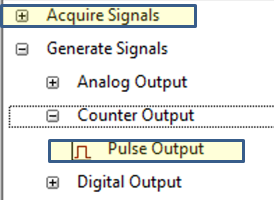 Acquire Signals
Generate Signals
Analog Output
Counter Output
Pulse Output
Digital Output